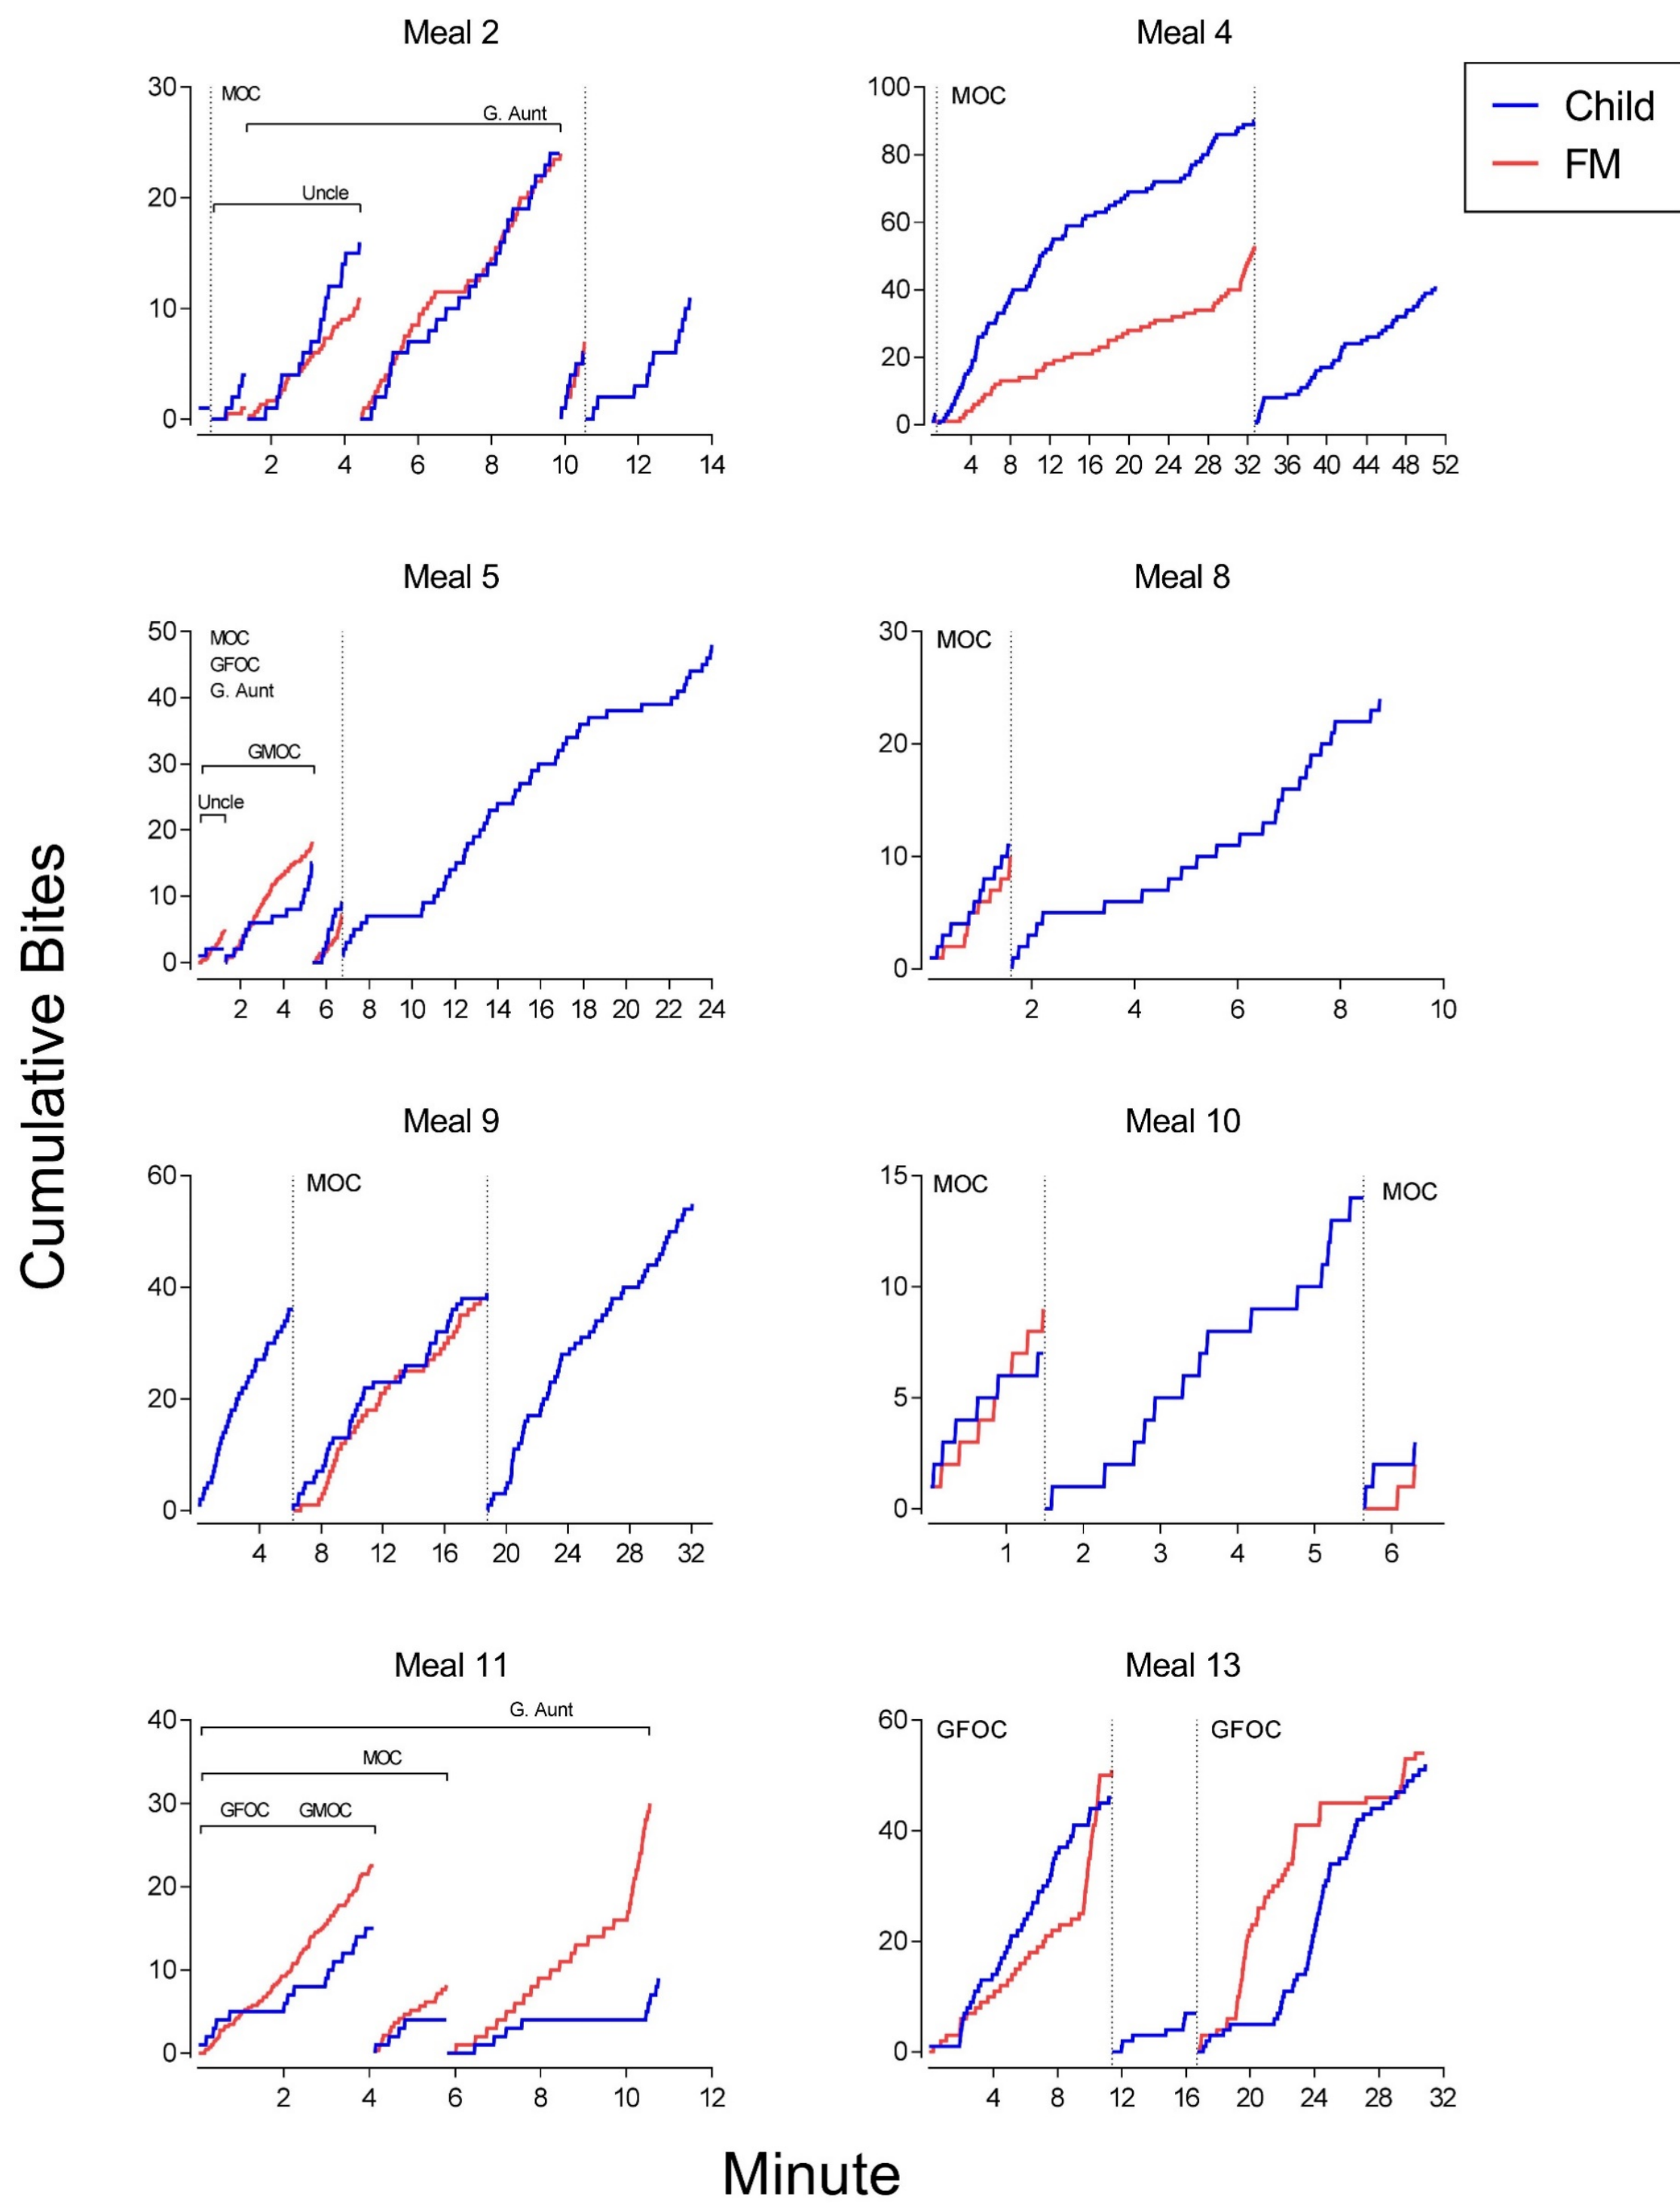 Meal 2
Meal 4
30
MOC
G. Aunt
20
Uncle
10
0
2 4 6 8 10 12 14
100
MOC
80
60
40
20
0
4 8 12 16 20 24 28 32 36 40 44 48 52
Child
FM
Meal 5
Meal 8
50
MOC
GFOC
G. Aunt
40
GMOC
30
Uncle
20
10
0
2 4 6 8 10 12 14 16 18 20 22 24
30
MOC
20
10
0
2 4 6 8 10
Cumulative Bites
Meal 9
Meal 10
60
MOC
40
20
0
4 8 12 16 20 24 28 32
15
MOC
MOC
10
5
0
1 2 3 4 5 6
Meal 11
Meal 13
G. Aunt
40
MOC
30
GFOC GMOC
20
10
0
2 4 6 8 10 12
60
GFOC
GFOC
40
20
0
4 8 12 16 20 24 28 32
Minute